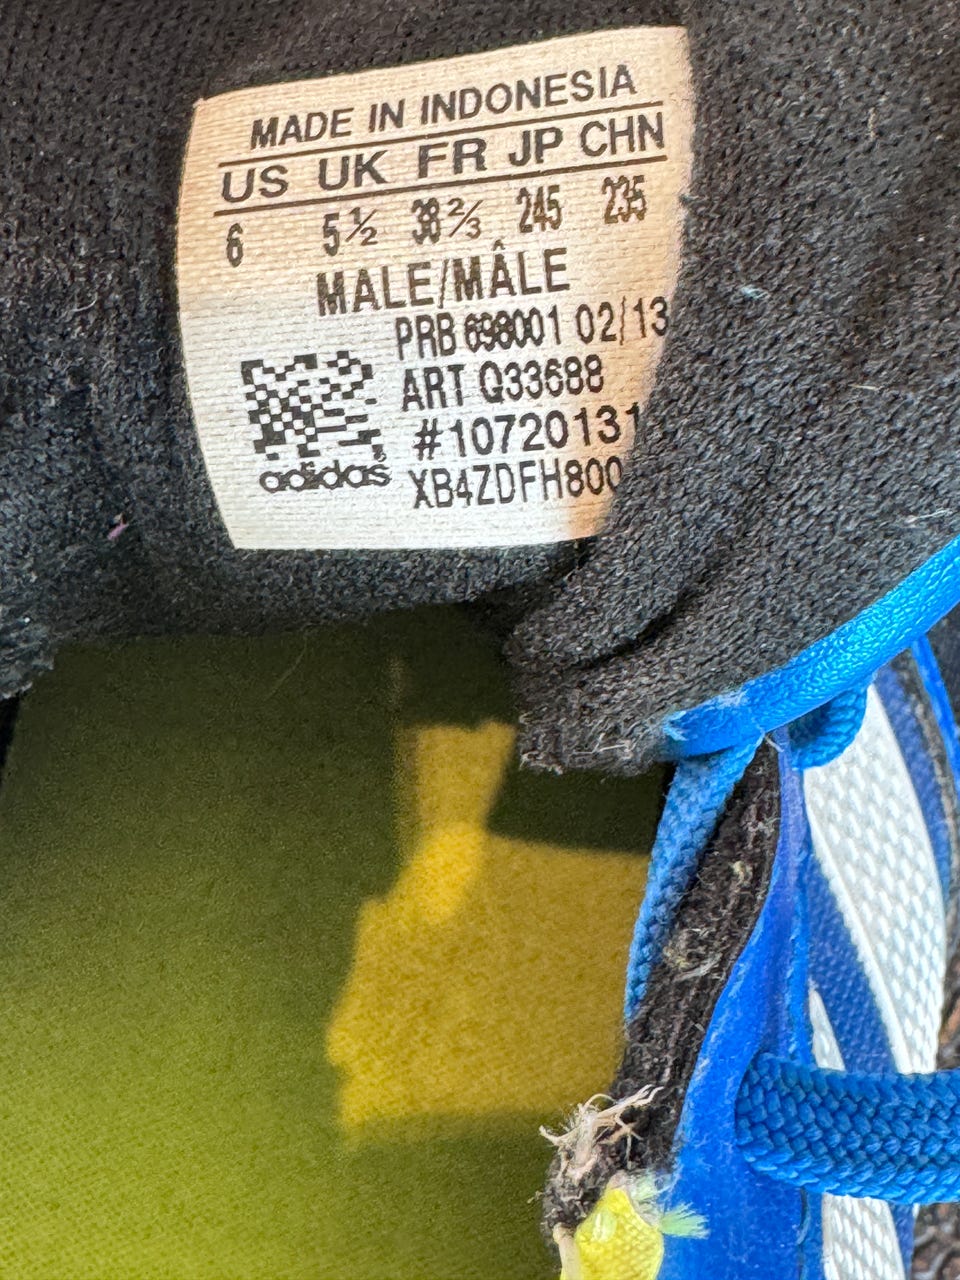 MADE IN INDONESIA
US UK FR JP CHN
6 5½ 38⅔ 245 235
MALE/MÂLE
PRB 698001 02/13
ART Q33688
#10720131
adidas®
XB4ZDFH800